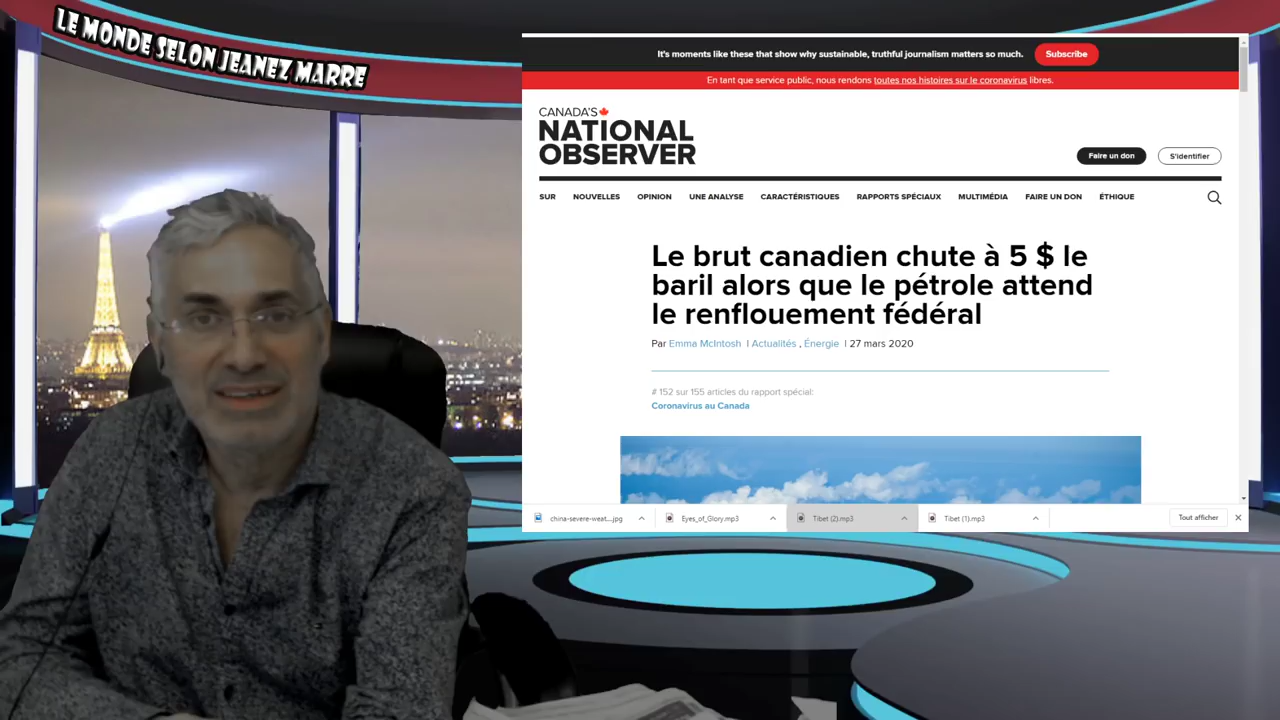 LE MONDE SELON JEANEZ MARRE
It's moments like these that show why sustainable, truthful journalism matters so much. Subscribe
En tant que service public, nous rendons toutes nos histoires sur le coronavirus libres.
CANADA'S
NATIONAL
OBSERVER
Faire un don S'identifier
SUR NOUVELLES OPINION UNE ANALYSE CARACTÉRISTIQUES RAPPORTS SPÉCIAUX MULTIMÉDIA FAIRE UN DON ÉTHIQUE
Le brut canadien chute à 5 $ le
baril alors que le pétrole attend
le renflouement fédéral
Par Emma McIntosh | Actualités , Énergie | 27 mars 2020
# 152 sur 155 articles du rapport spécial:
Coronavirus au Canada
china-severe-weat....jpg Eyes_of_Glory.mp3 Tibet (2).mp3 Tibet (1).mp3 Tout afficher